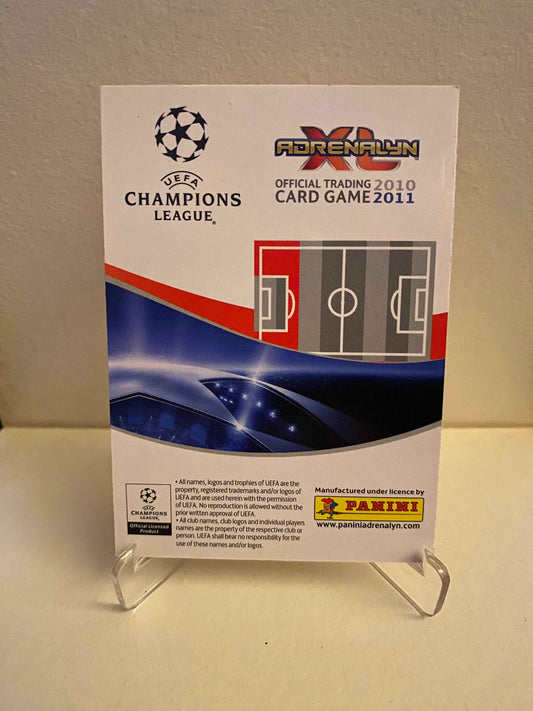 UEFA
CHAMPIONS
LEAGUE®
ADRENALYN
XL
OFFICIAL TRADING 2010
CARD GAME 2011
• All names, logos and trophies of UEFA are the
property, registered trademarks and/or logos of
UEFA and are used herein with the permission
of UEFA. No reproduction is allowed without the
prior written approval of UEFA.
• All club names, club logos and individual players
names are the property of the respective club or
person. UEFA shall bear no responsibility for the
use of these names and/or logos.
UEFA
CHAMPIONS
LEAGUE
Official Licensed
Product
Manufactured under licence by
PANINI
www.paniniadrenalyn.com